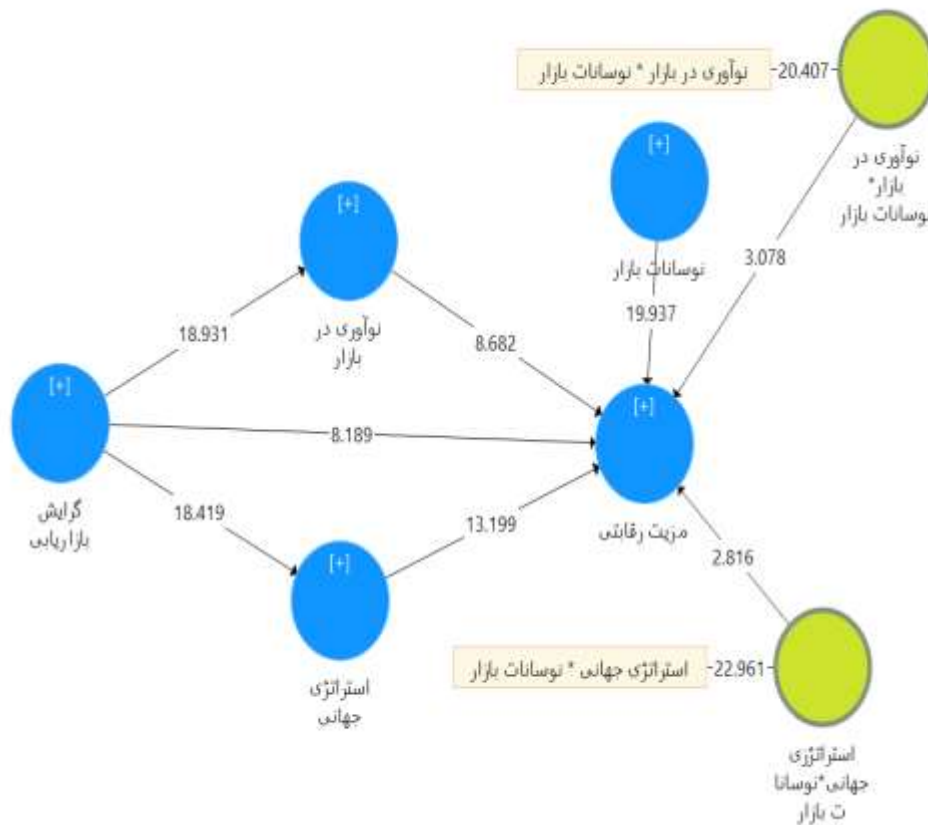 نوآوری در بازار * نوسانات بازار
20.407
[+]
نوآوری در
بازار*
نوسانات بازار
[+]
نوسانات بازار
3.078
18.931
نوآوری در
بازار
8.682
19.937
[+]
[+]
8.189
گرایش
بازاریابی
18.419
13.199
مزیت رقابتی
2.816
[+]
استراتژی
جهانی
استراتژی جهانی * نوسانات بازار
22.961
استراتژری
جهانی*نوسانا
ت بازار